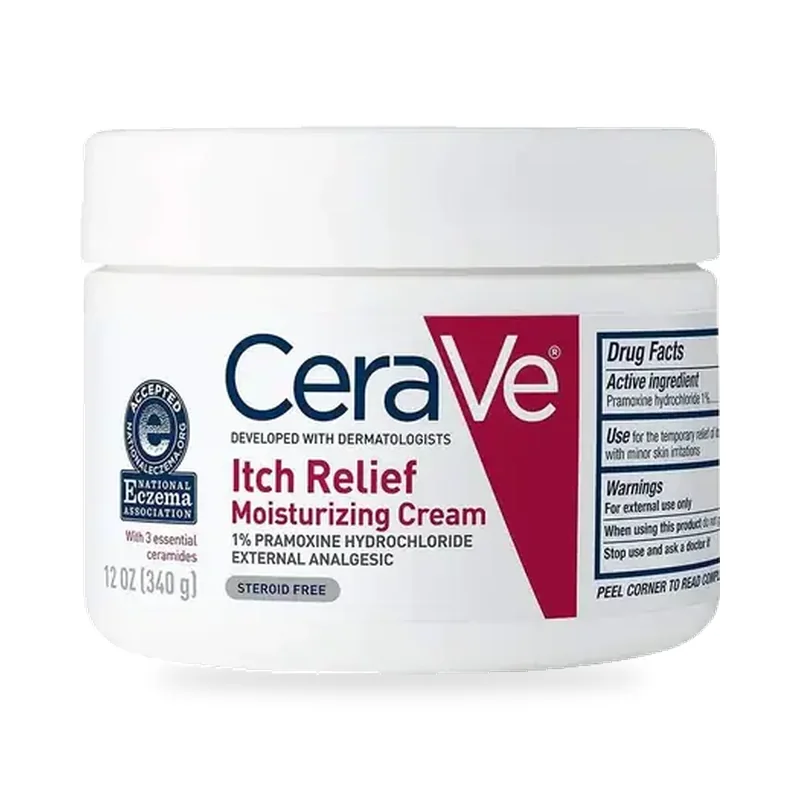 ACCEPTED
NATIONALECZEMA.ORG
e
NATIONAL
Eczema
ASSOCIATION
With 3 essential
ceramides
12 OZ (340 g)
CeraVe®
DEVELOPED WITH DERMATOLOGISTS
Itch Relief
Moisturizing Cream
1% PRAMOXINE HYDROCHLORIDE
EXTERNAL ANALGESIC
STEROID FREE
Drug Facts
Active ingredient
Pramoxine hydrochloride 1%....
Use for the temporary relief of
with minor skin irritations
Warnings
For external use only
When using this product do not
Stop use and ask a doctor if
PEEL CORNER TO READ